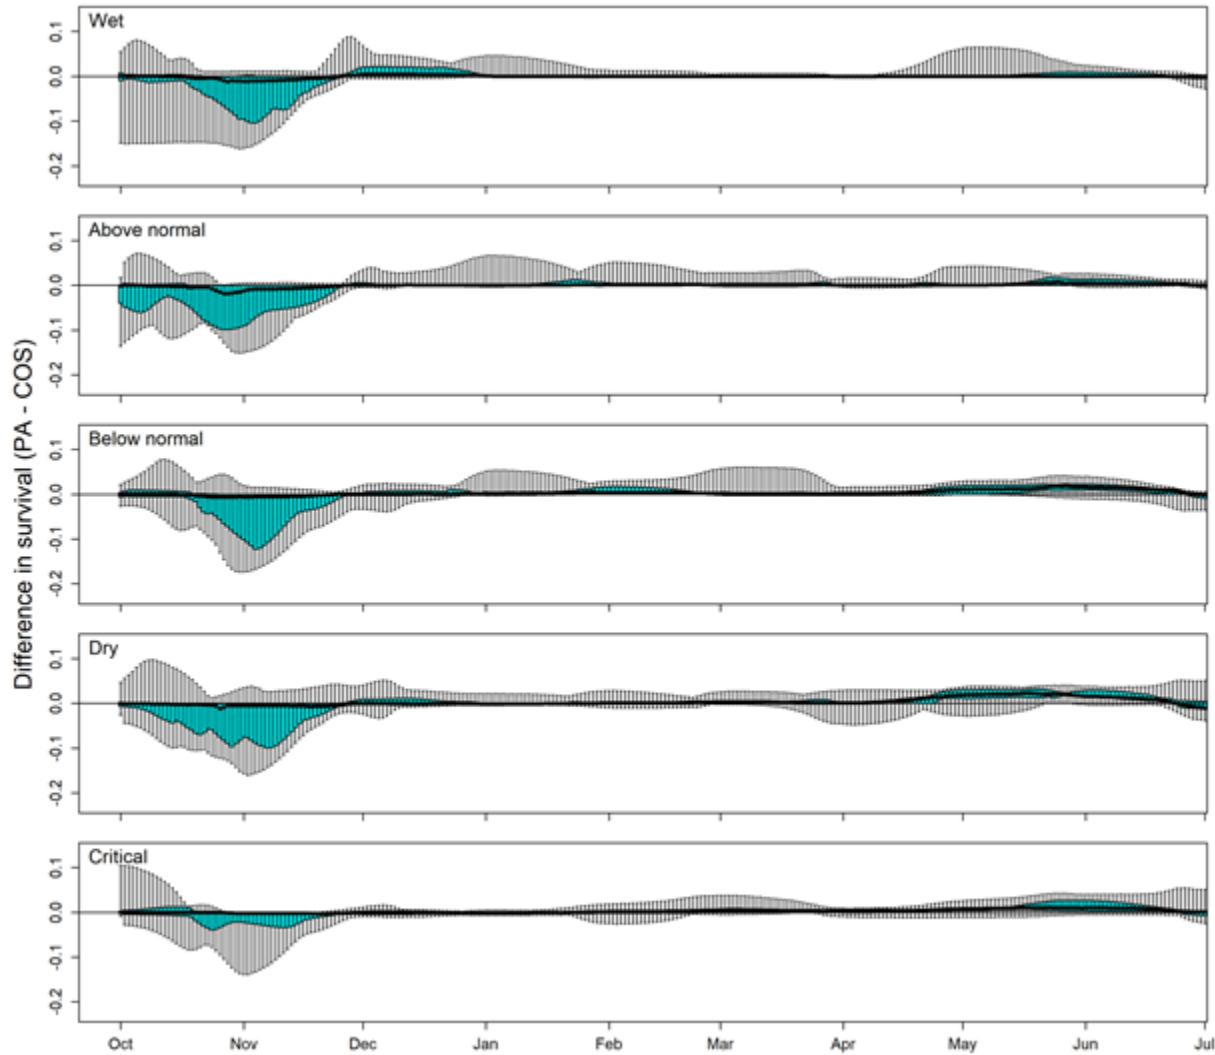 Difference in survival (PA - COS)
Wet
0.1
0.0
-0.1
-0.2
Above normal
0.1
0.0
-0.1
-0.2
Below normal
0.1
0.0
-0.1
-0.2
Dry
0.1
0.0
-0.1
-0.2
Critical
0.1
0.0
-0.1
-0.2
Oct Nov Dec Jan Feb Mar Apr May Jun Jul